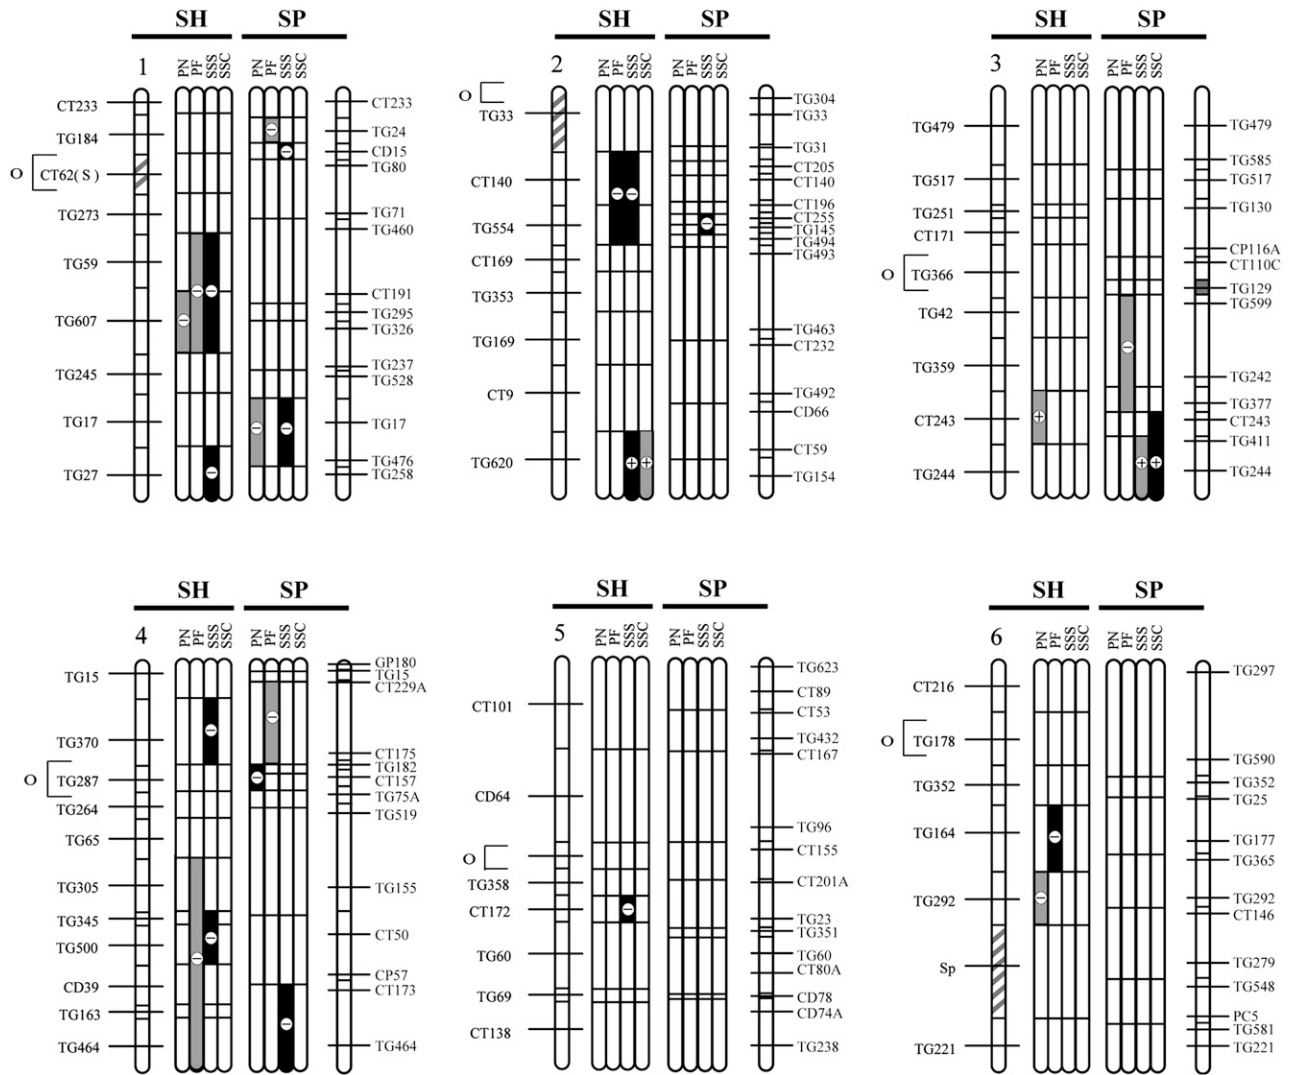 SH SP
1 PN PF SSS SSC PN PF SSS SSC
CT233
TG184
O CT62( S )
TG273
TG59
TG607
TG245
TG17
TG27
CT233
TG24
CD15
TG80
TG71
TG460
CT191
TG295
TG326
TG237
TG528
TG17
TG476
TG258
SH SP
2 PN PF SSS SSC PN PF SSS SSC
O
TG33
CT140
TG554
CT169
TG353
TG169
CT9
TG620
TG304
TG33
TG31
CT205
CT140
CT196
CT255
TG145
TG494
TG493
TG463
CT232
TG492
CD66
CT59
TG154
SH SP
3 PN PF SSS SSC PN PF SSS SSC
TG479
TG517
TG251
CT171
O TG366
TG42
TG359
CT243
TG244
TG479
TG585
TG517
TG130
CP116A
CT110C
TG129
TG599
TG242
TG377
CT243
TG411
TG244
SH SP
4 PN PF SSS SSC PN PF SSS SSC
TG15
TG370
O TG287
TG264
TG65
TG305
TG345
TG500
CD39
TG163
TG464
GP180
TG15
CT229A
CT175
TG182
CT157
TG75A
TG519
TG155
CT50
CP57
CT173
TG464
SH SP
5 PN PF SSS SSC PN PF SSS SSC
CT101
CD64
O
TG358
CT172
TG60
TG69
CT138
TG623
CT89
CT53
TG432
CT167
TG96
CT155
CT201A
TG23
TG351
TG60
CT80A
CD78
CD74A
TG238
SH SP
6 PN PF SSS SSC PN PF SSS SSC
CT216
O TG178
TG352
TG164
TG292
Sp
TG221
TG297
TG590
TG352
TG25
TG177
TG365
TG292
CT146
TG279
TG548
PC5
TG581
TG221